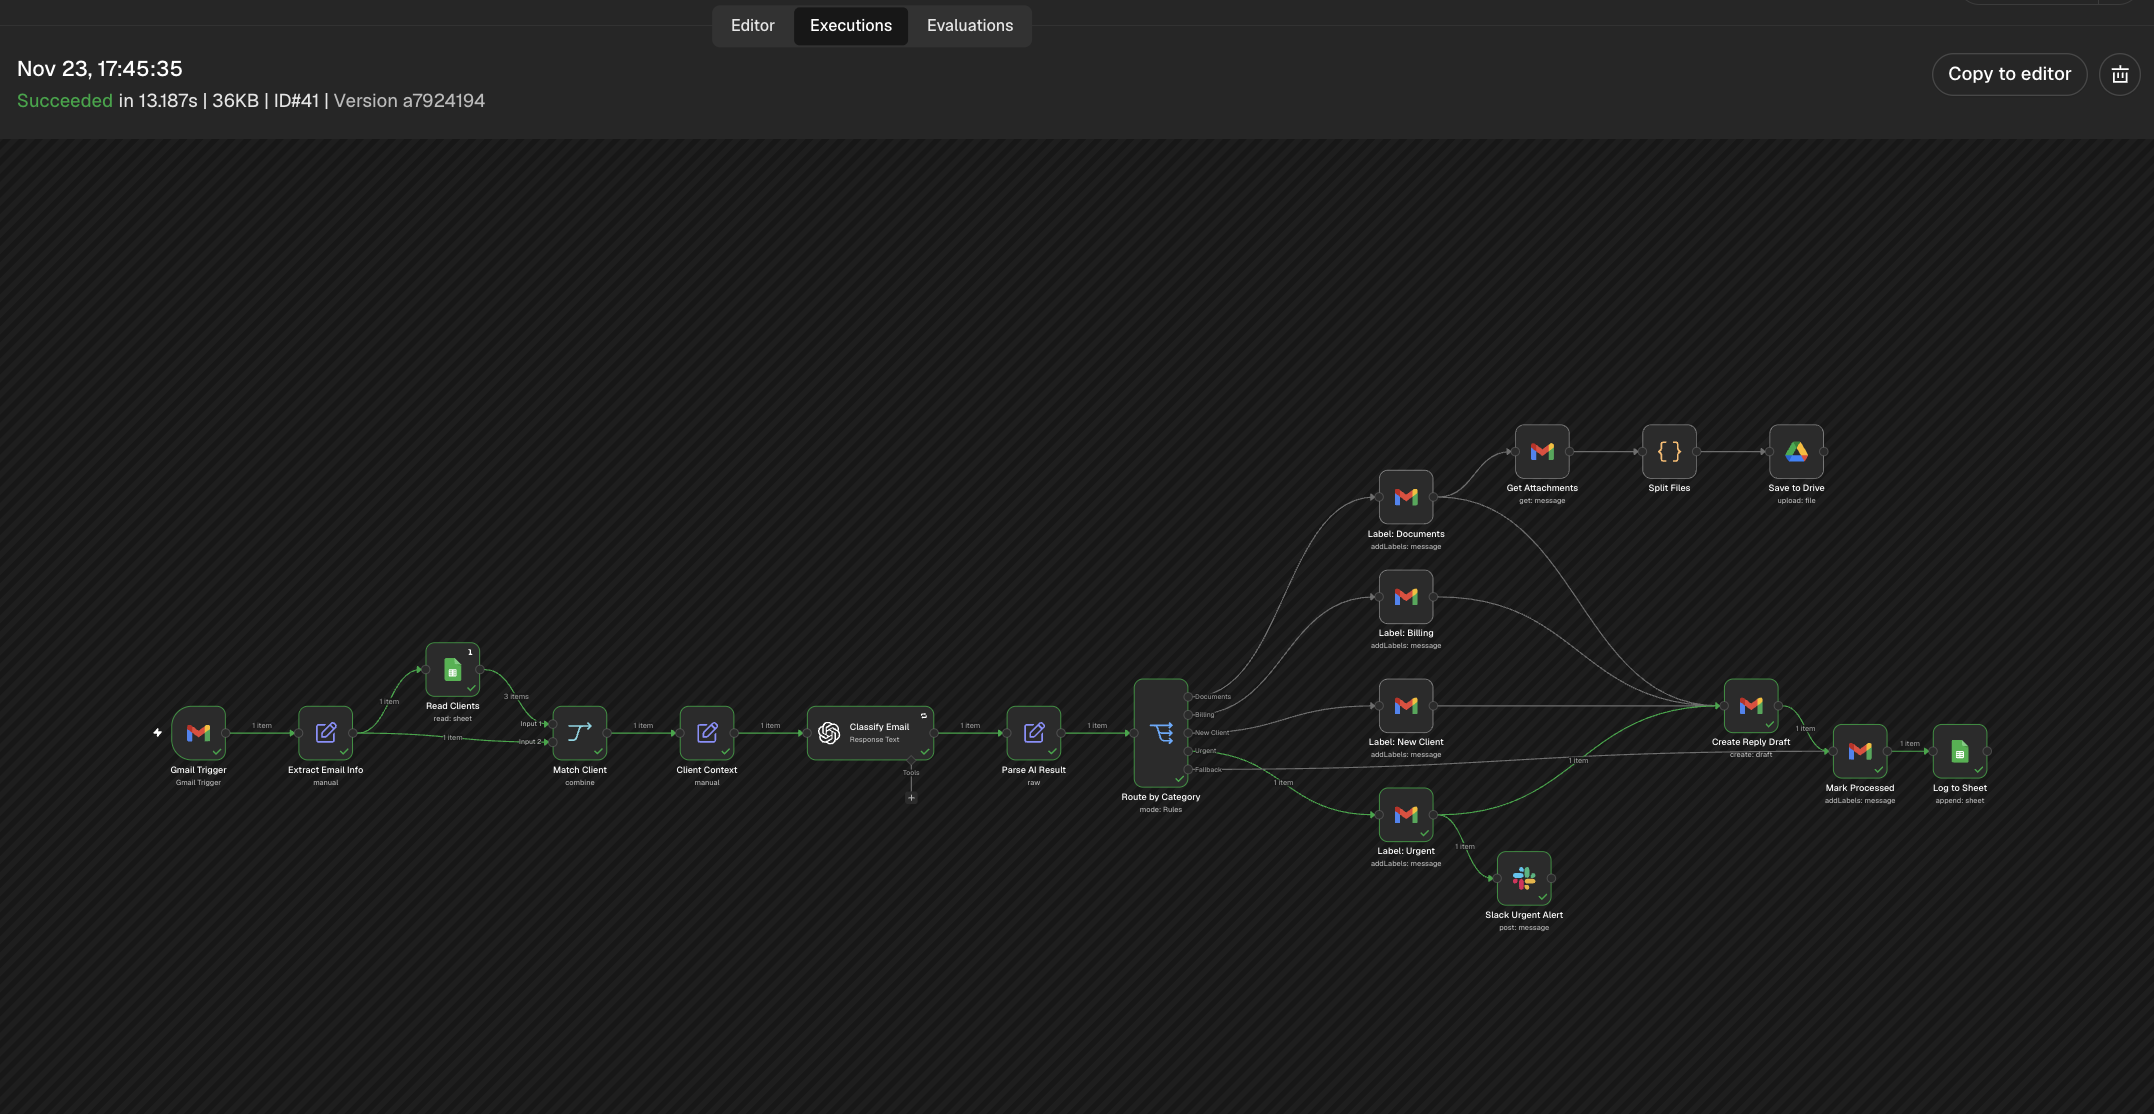 Editor
Executions
Evaluations
Nov 23, 17:45:35
Succeeded in 13.187s | 36KB | ID#41 | Version a7924194
Copy to editor
Gmail Trigger
Gmail Trigger
1 item
Extract Email Info
manual
1 item
1 item
1
Read Clients
read: sheet
3 items
Input 1
Input 2
Match Client
combine
1 item
Client Context
manual
1 item
Classify Email
Response Text
Tools
+
1 item
Parse AI Result
raw
1 item
Route by Category
mode: Rules
Documents
Billing
New Client
Urgent
Fallback
1 item
Label: Documents
addLabels: message
Get Attachments
get: message
{}
Split Files
Save to Drive
upload: file
Label: Billing
addLabels: message
Label: New Client
addLabels: message
Label: Urgent
addLabels: message
1 item
1 item
Slack Urgent Alert
post: message
Create Reply Draft
create: draft
1 item
Mark Processed
addLabels: message
1 item
Log to Sheet
append: sheet